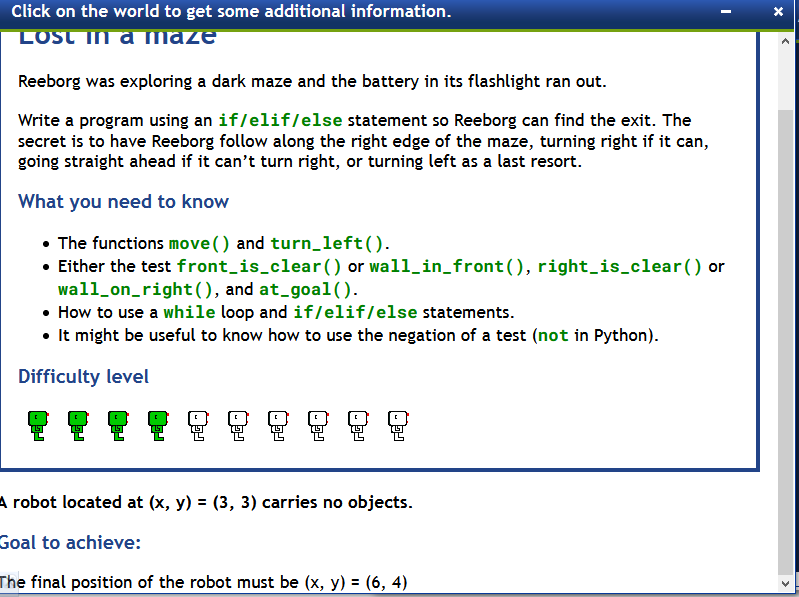 Click on the world to get some additional information.
Lost in a maze
Reeborg was exploring a dark maze and the battery in its flashlight ran out.
Write a program using an if/elif/else statement so Reeborg can find the exit. The
secret is to have Reeborg follow along the right edge of the maze, turning right if it can,
going straight ahead if it can’t turn right, or turning left as a last resort.
What you need to know
• The functions move() and turn_left().
• Either the test front_is_clear() or wall_in_front(), right_is_clear() or
wall_on_right(), and at_goal().
• How to use a while loop and if/elif/else statements.
• It might be useful to know how to use the negation of a test (not in Python).
Difficulty level
A robot located at (x, y) = (3, 3) carries no objects.
Goal to achieve:
The final position of the robot must be (x, y) = (6, 4)